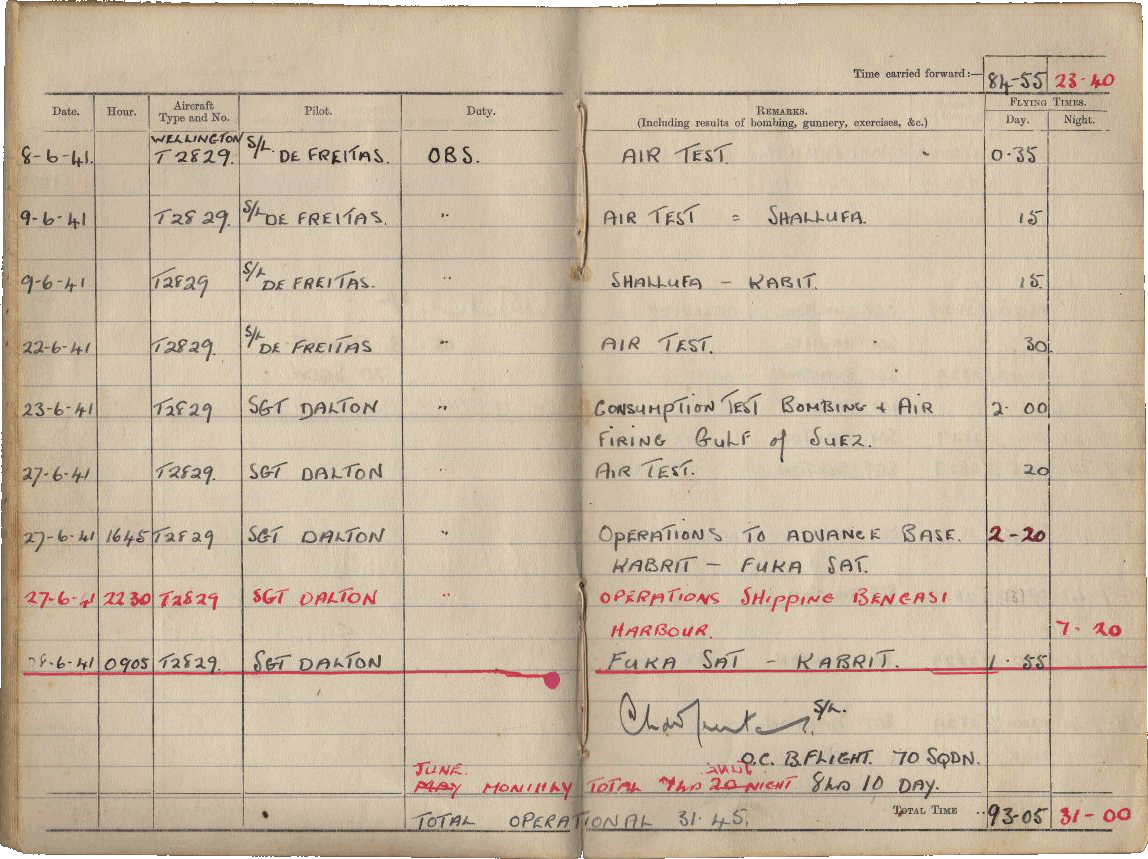 Time carried forward:— 84-55 23·40
Date. Hour. Aircraft Type and No. Pilot. Duty. REMARKS. (Including results of bombing, gunnery, exercises, &c.) FLYING TIMES. Day. Night.
WELLINGTON
8-6-41. T2829. S/L. DE FREITAS. OBS. AIR TEST. 0·35
9-6-41 T2829. S/L DE FREITAS. " AIR TEST = SHALLUFA. 15
9-6-41 T2829 S/L DE FREITAS. " SHALLUFA - KABIT. 15.
22-6-41 T2829. S/L DE FREITAS " AIR TEST. 30
23-6-41 T2829 SGT DALTON " CONSUMPTION TEST BOMBING + AIR 2·00
FIRING GULF of SUEZ.
27-6-41 T2829. SGT DALTON " AIR TEST. 20
27-6-41 1645 T2829 SGT DALTON " OPERATIONS TO ADVANCE BASE. 2-20
KABRIT - FUKA SAT.
27-6-41 2230 T2829 SGT DALTON " OPERATIONS SHIPPING BENGASI
HARBOUR. 7-20
28-6-41 0905 T2829. SGT DALTON FUKA SAT - KABRIT. 1·55
S/L.
O.C. B.FLIGHT. 70 SQDN.
JUNE.
MAY MONTHLY TOTAL 20 NIGHT 10 DAY.
TOTAL OPERATIONAL 31·45. TOTAL TIME .. 93-05 31-00